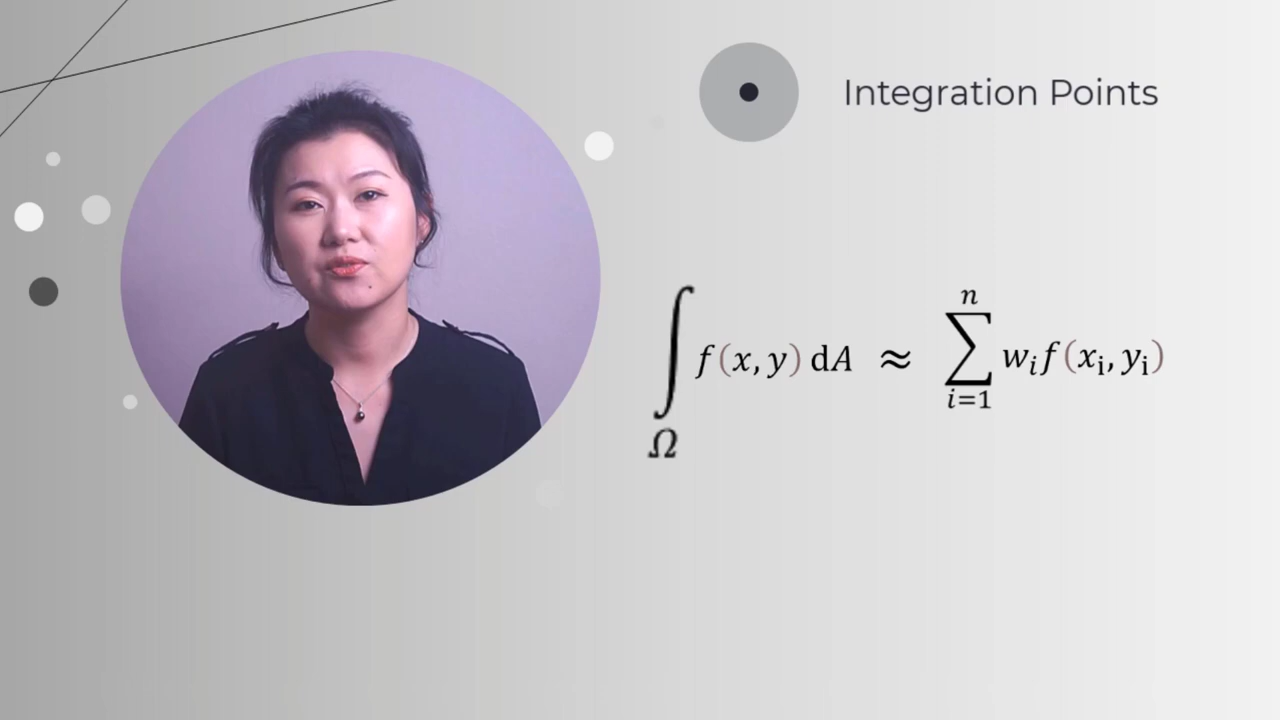 Integration Points
∫_Ω f(x, y) dA ≈ ∑_{i=1}^{n} w_i f(x_i, y_i)